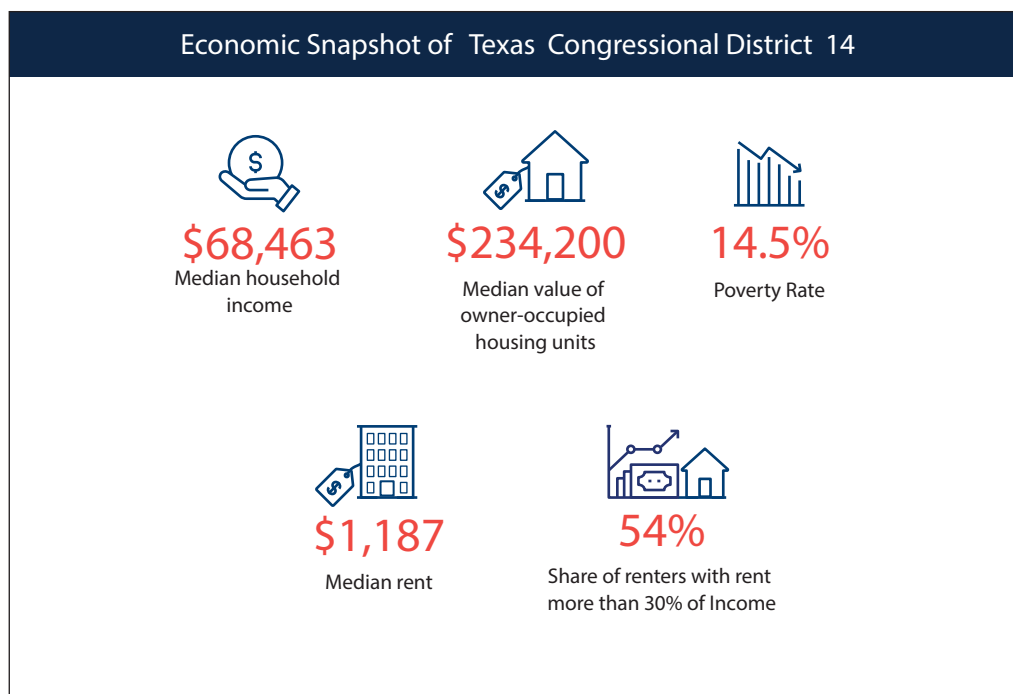 Economic Snapshot of Texas Congressional District 14
$
$68,463
Median household
income
$
$234,200
Median value of
owner-occupied
housing units
14.5%
Poverty Rate
$
$1,187
Median rent
54%
Share of renters with rent
more than 30% of Income